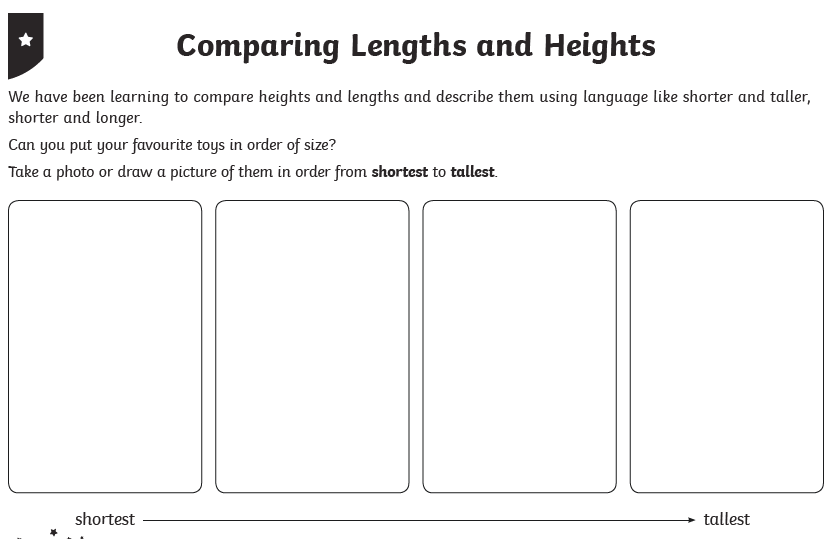 Comparing Lengths and Heights
We have been learning to compare heights and lengths and describe them using language like shorter and taller,
shorter and longer.
Can you put your favourite toys in order of size?
Take a photo or draw a picture of them in order from shortest to tallest.
shortest
tallest